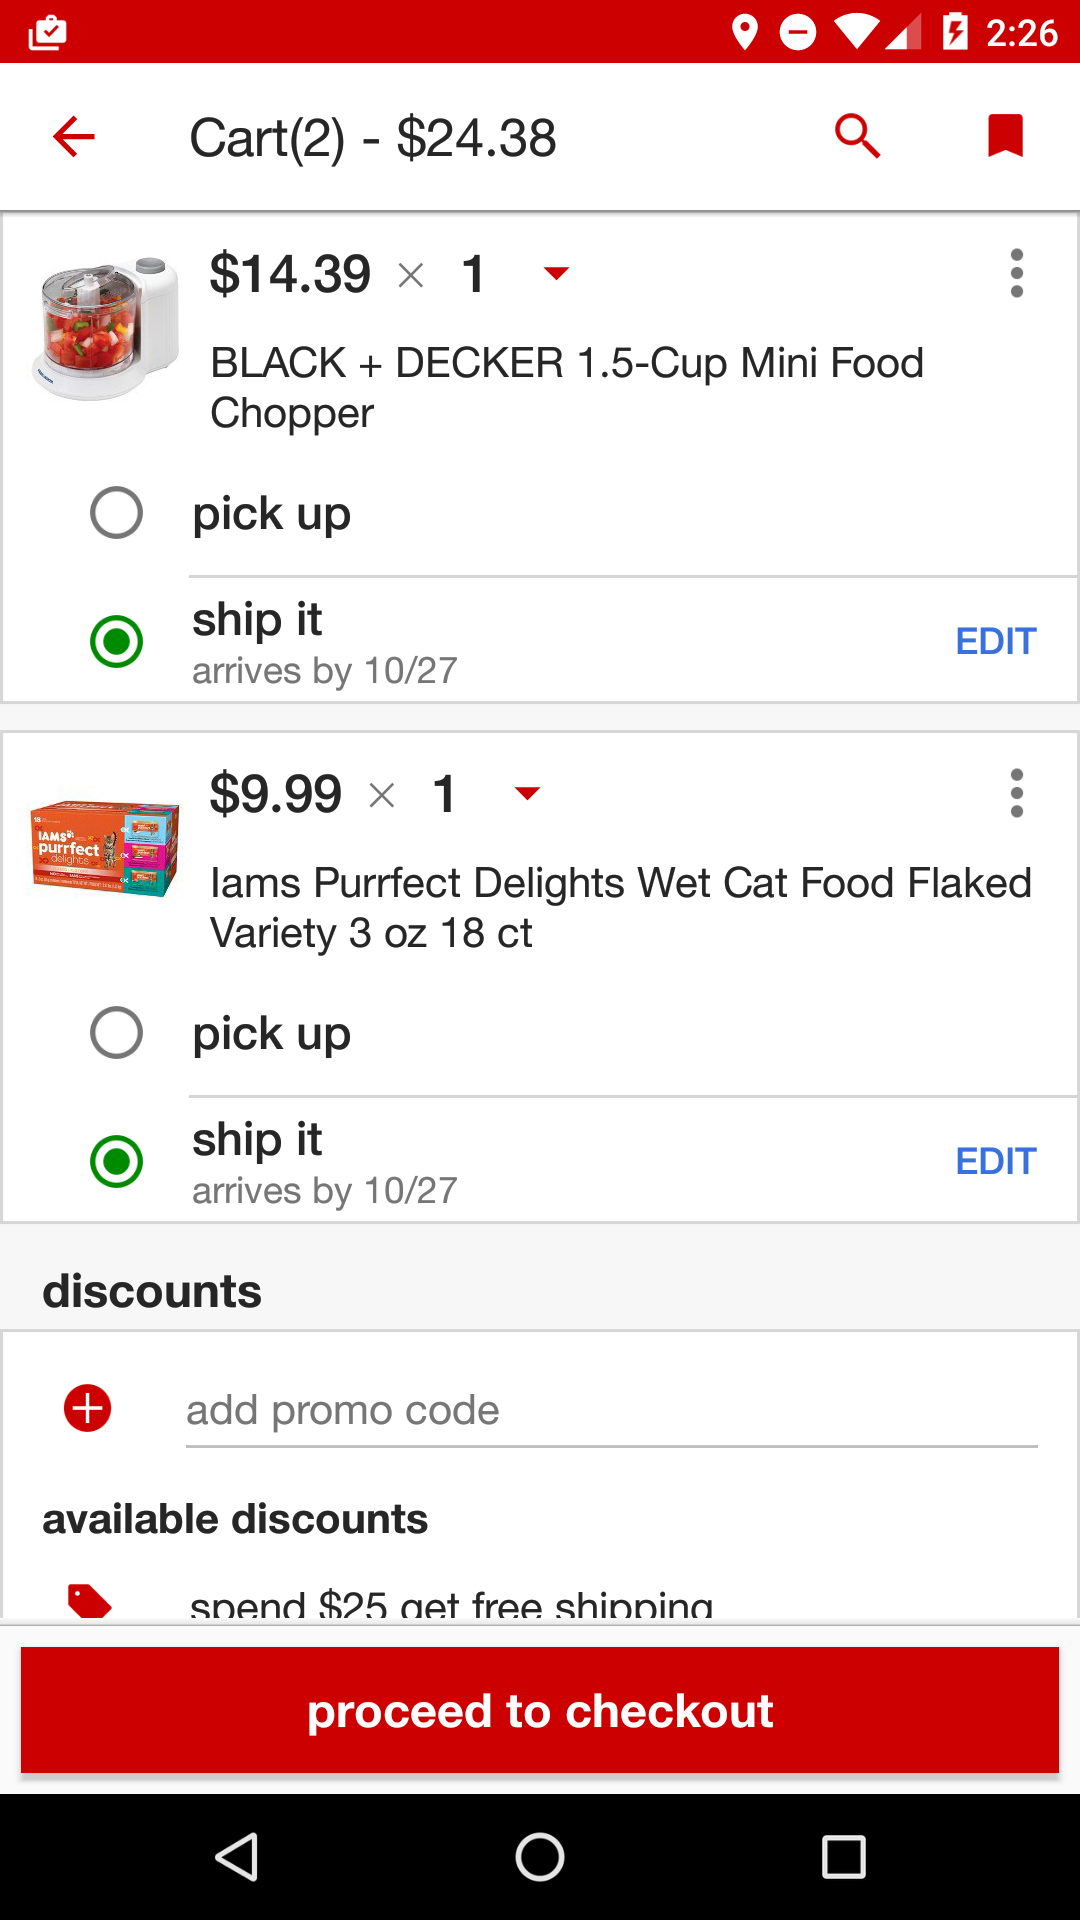 2:26
Cart(2) - $24.38
$14.39 × 1
BLACK + DECKER 1.5-Cup Mini Food
Chopper
pick up
ship it
arrives by 10/27
EDIT
$9.99 × 1
18
IAMS
purrfect
delights
Iams Purrfect Delights Wet Cat Food Flaked
Variety 3 oz 18 ct
pick up
ship it
arrives by 10/27
EDIT
discounts
add promo code
available discounts
spend $25 get free shipping
proceed to checkout